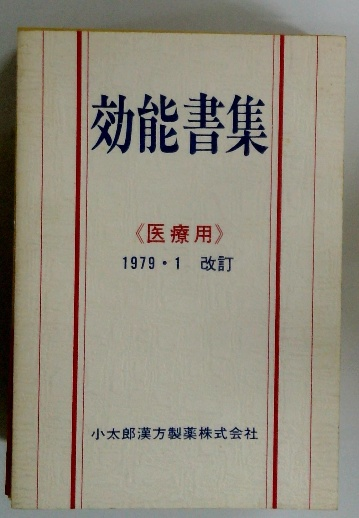 効能書集
《医療用》
1979・1 改訂
小太郎漢方製薬株式会社